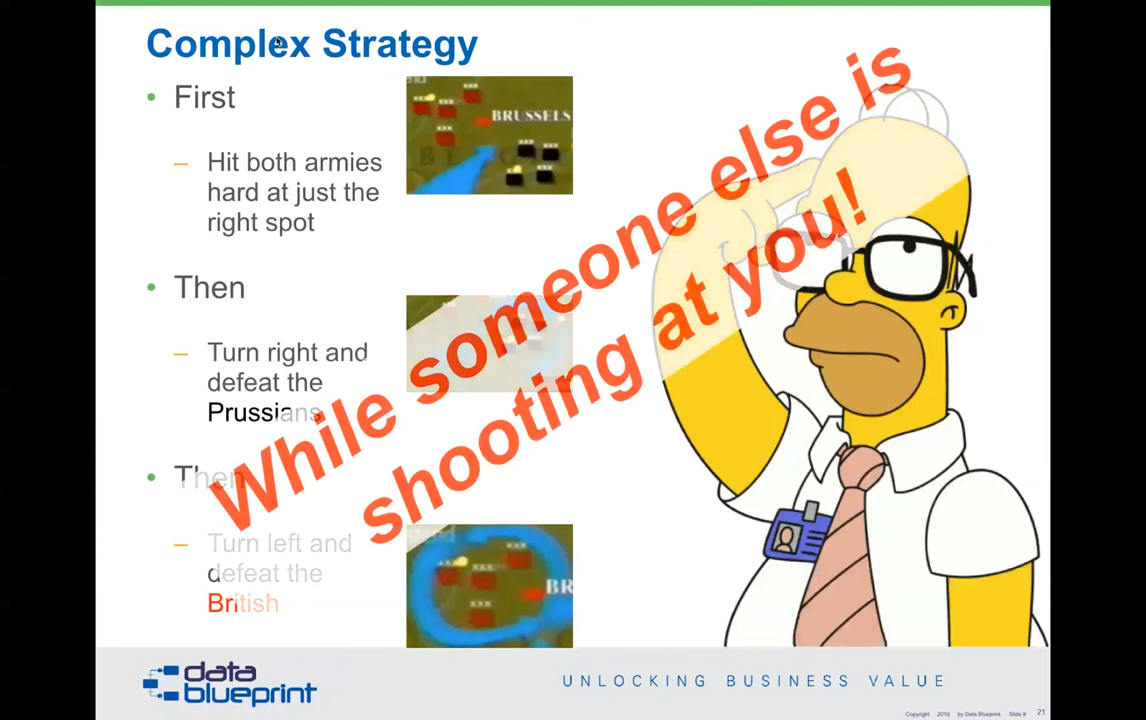 Complex Strategy
• First
– Hit both armies
hard at just the
right spot
• Then
– Turn right and
defeat the
Prussians
• Then
– Turn left and
defeat the
British
BRUSSELS
BR
While someone else is
shooting at you!
data
blueprint
UNLOCKING BUSINESS VALUE
Copyright 2019 by Data Blueprint Slide # 21